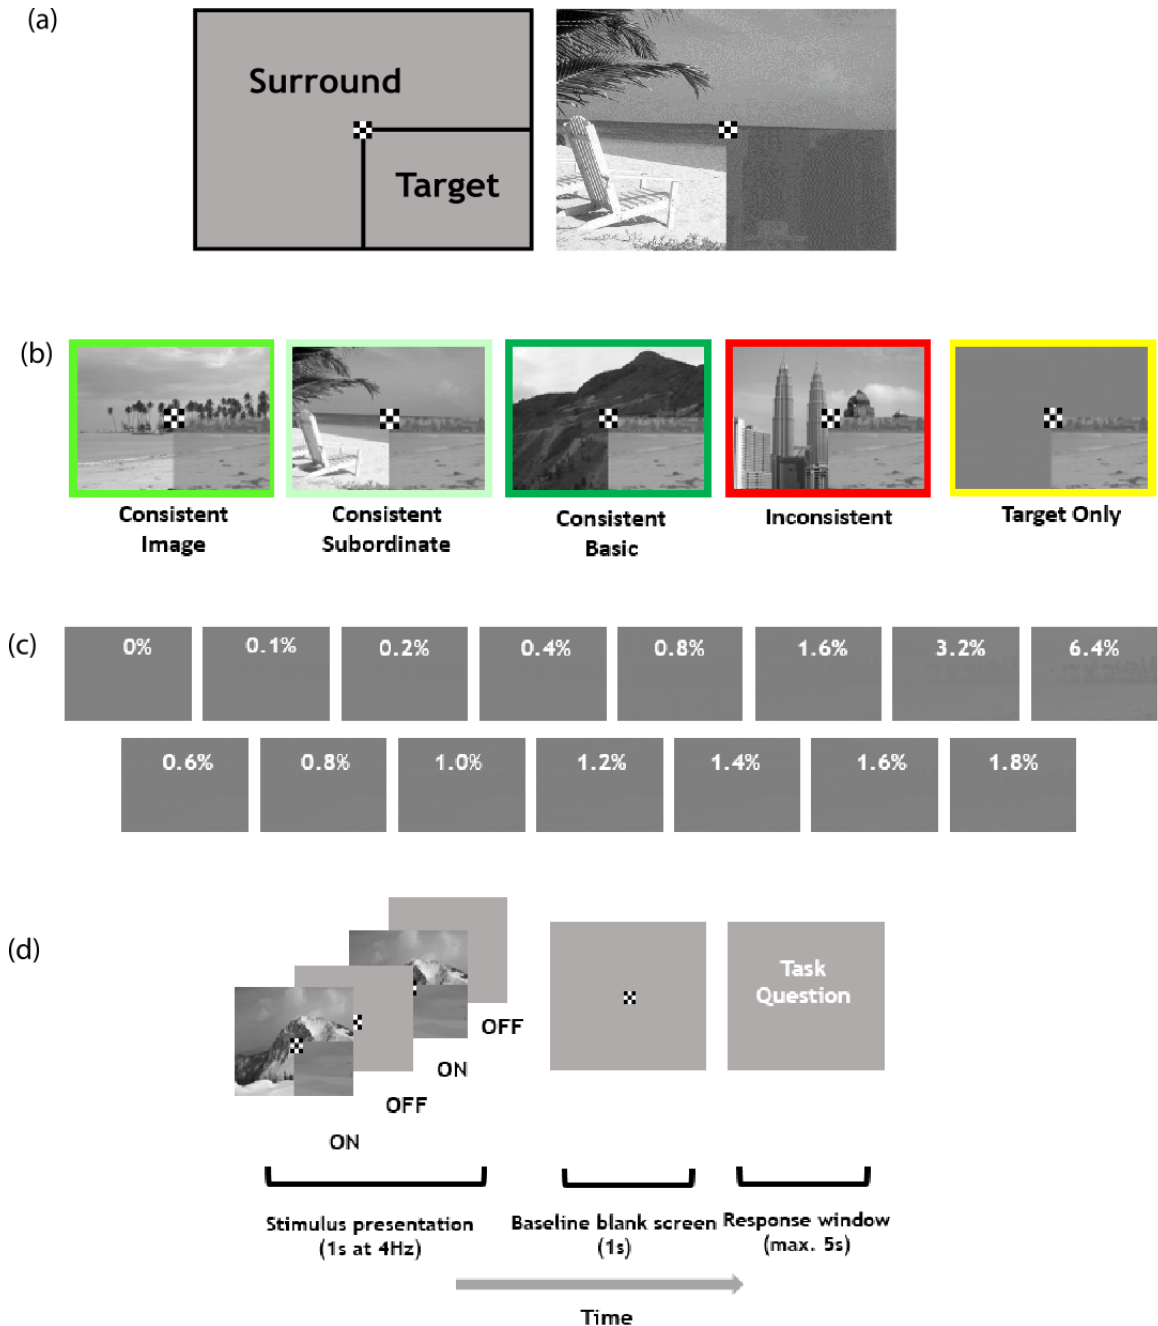 (a)
Surround
Target
(b)
Consistent
Image
Consistent
Subordinate
Consistent
Basic
Inconsistent
Target Only
(c)
0%
0.1%
0.2%
0.4%
0.8%
1.6%
3.2%
6.4%
0.6%
0.8%
1.0%
1.2%
1.4%
1.6%
1.8%
(d)
Task
Question
OFF
ON
OFF
ON
Stimulus presentation
(1s at 4Hz)
Baseline blank screen
(1s)
Response window
(max. 5s)
Time